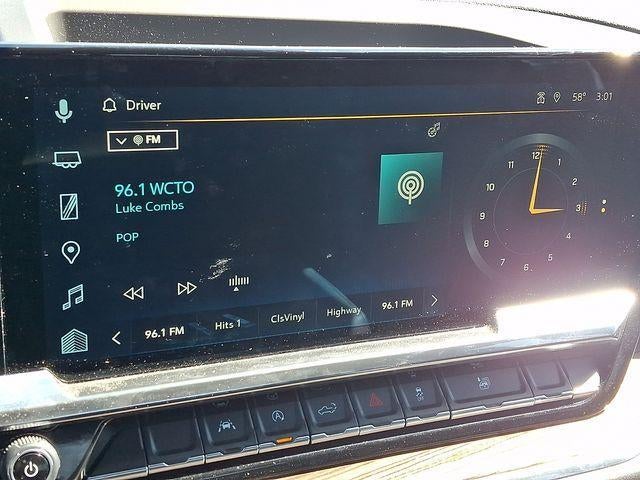 Driver
58° 3:01
FM
96.1 WCTO
Luke Combs
POP
12
1
2
3
4
5
6
7
8
9
10
11
96.1 FM
Hits 1
ClsVinyl
Highway
96.1 FM
A